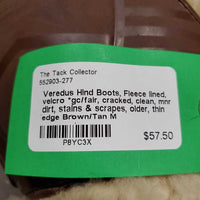 The Tack Collector
552903-277
Veredus Hind Boots, Fleece lined,
velcro *gc/fair, cracked, clean, mnr
dirt, stains & scrapes, older, thin
edge Brown/Tan M
$57.50
P8YC3X